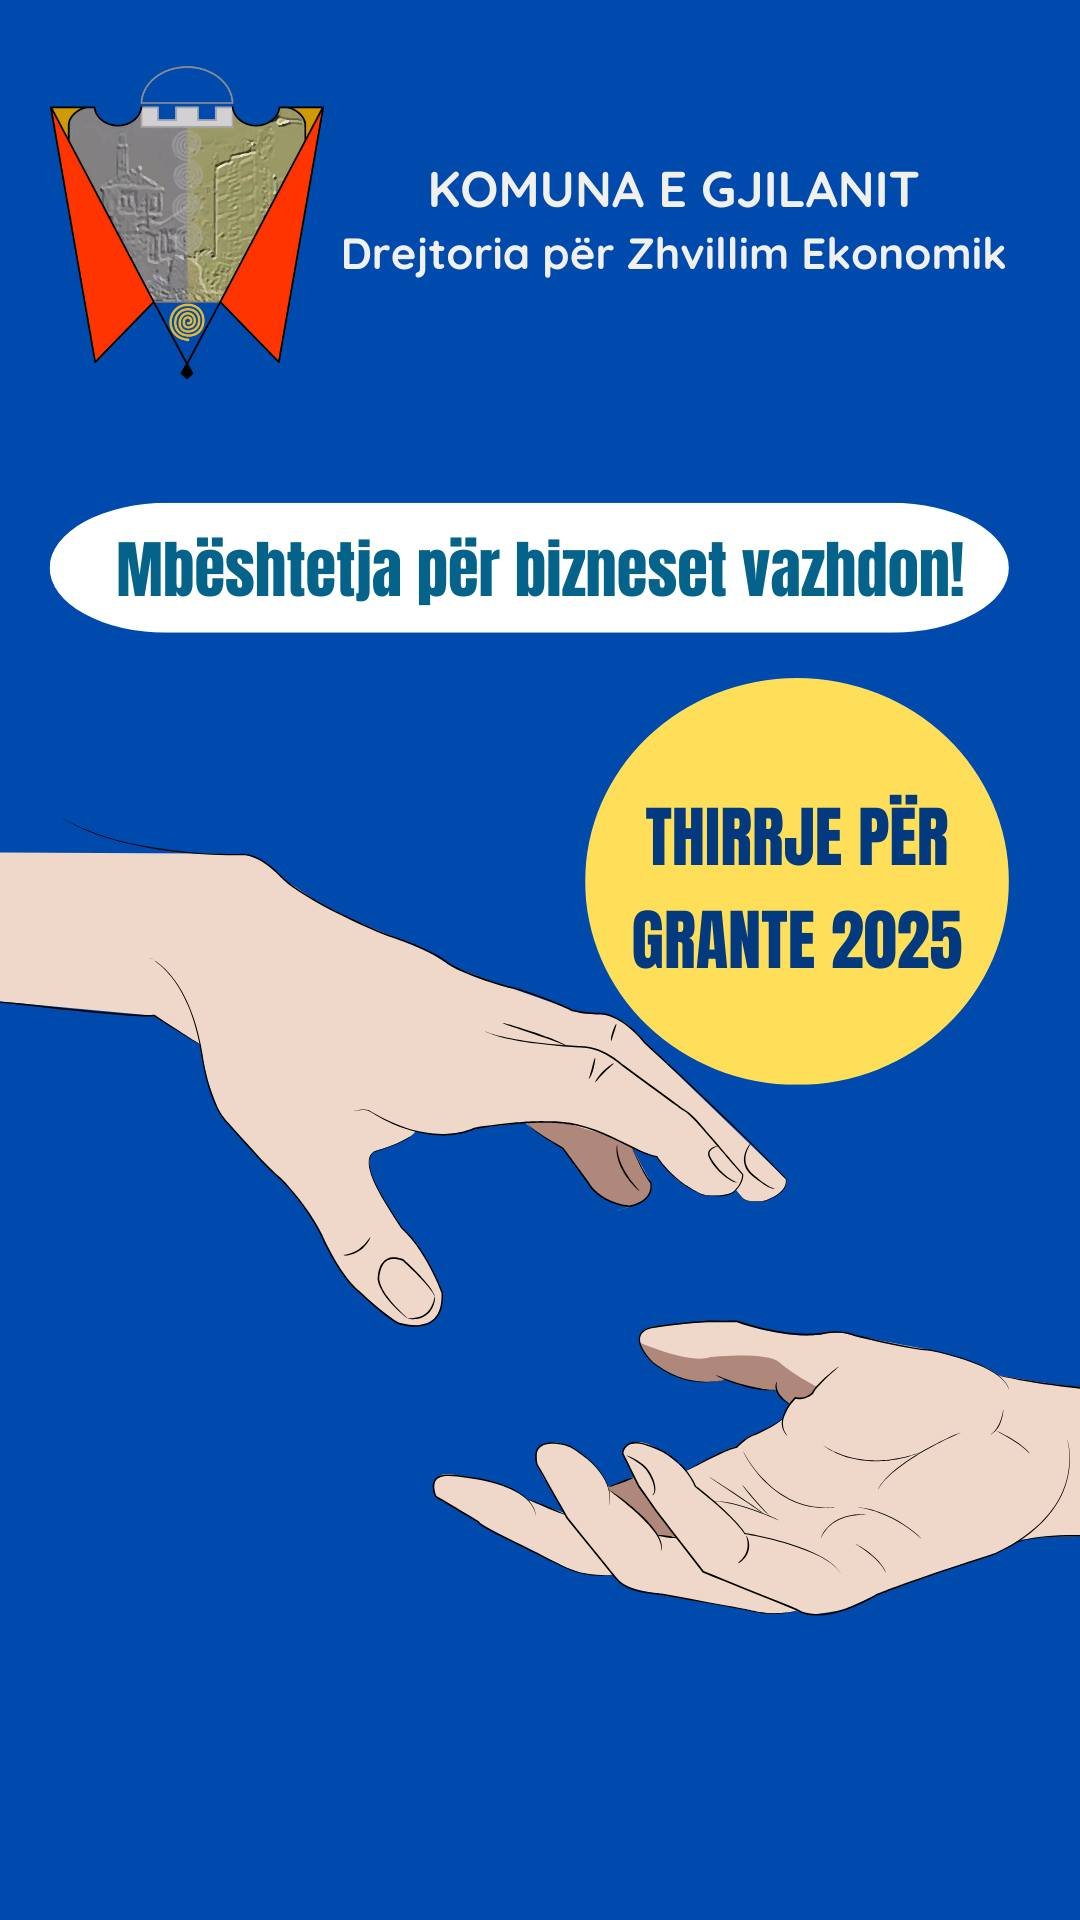 KOMUNA E GJILANIT
Drejtoria për Zhvillim Ekonomik
Mbështetja për bizneset vazhdon!
THIRRJE PËR
GRANTE 2025